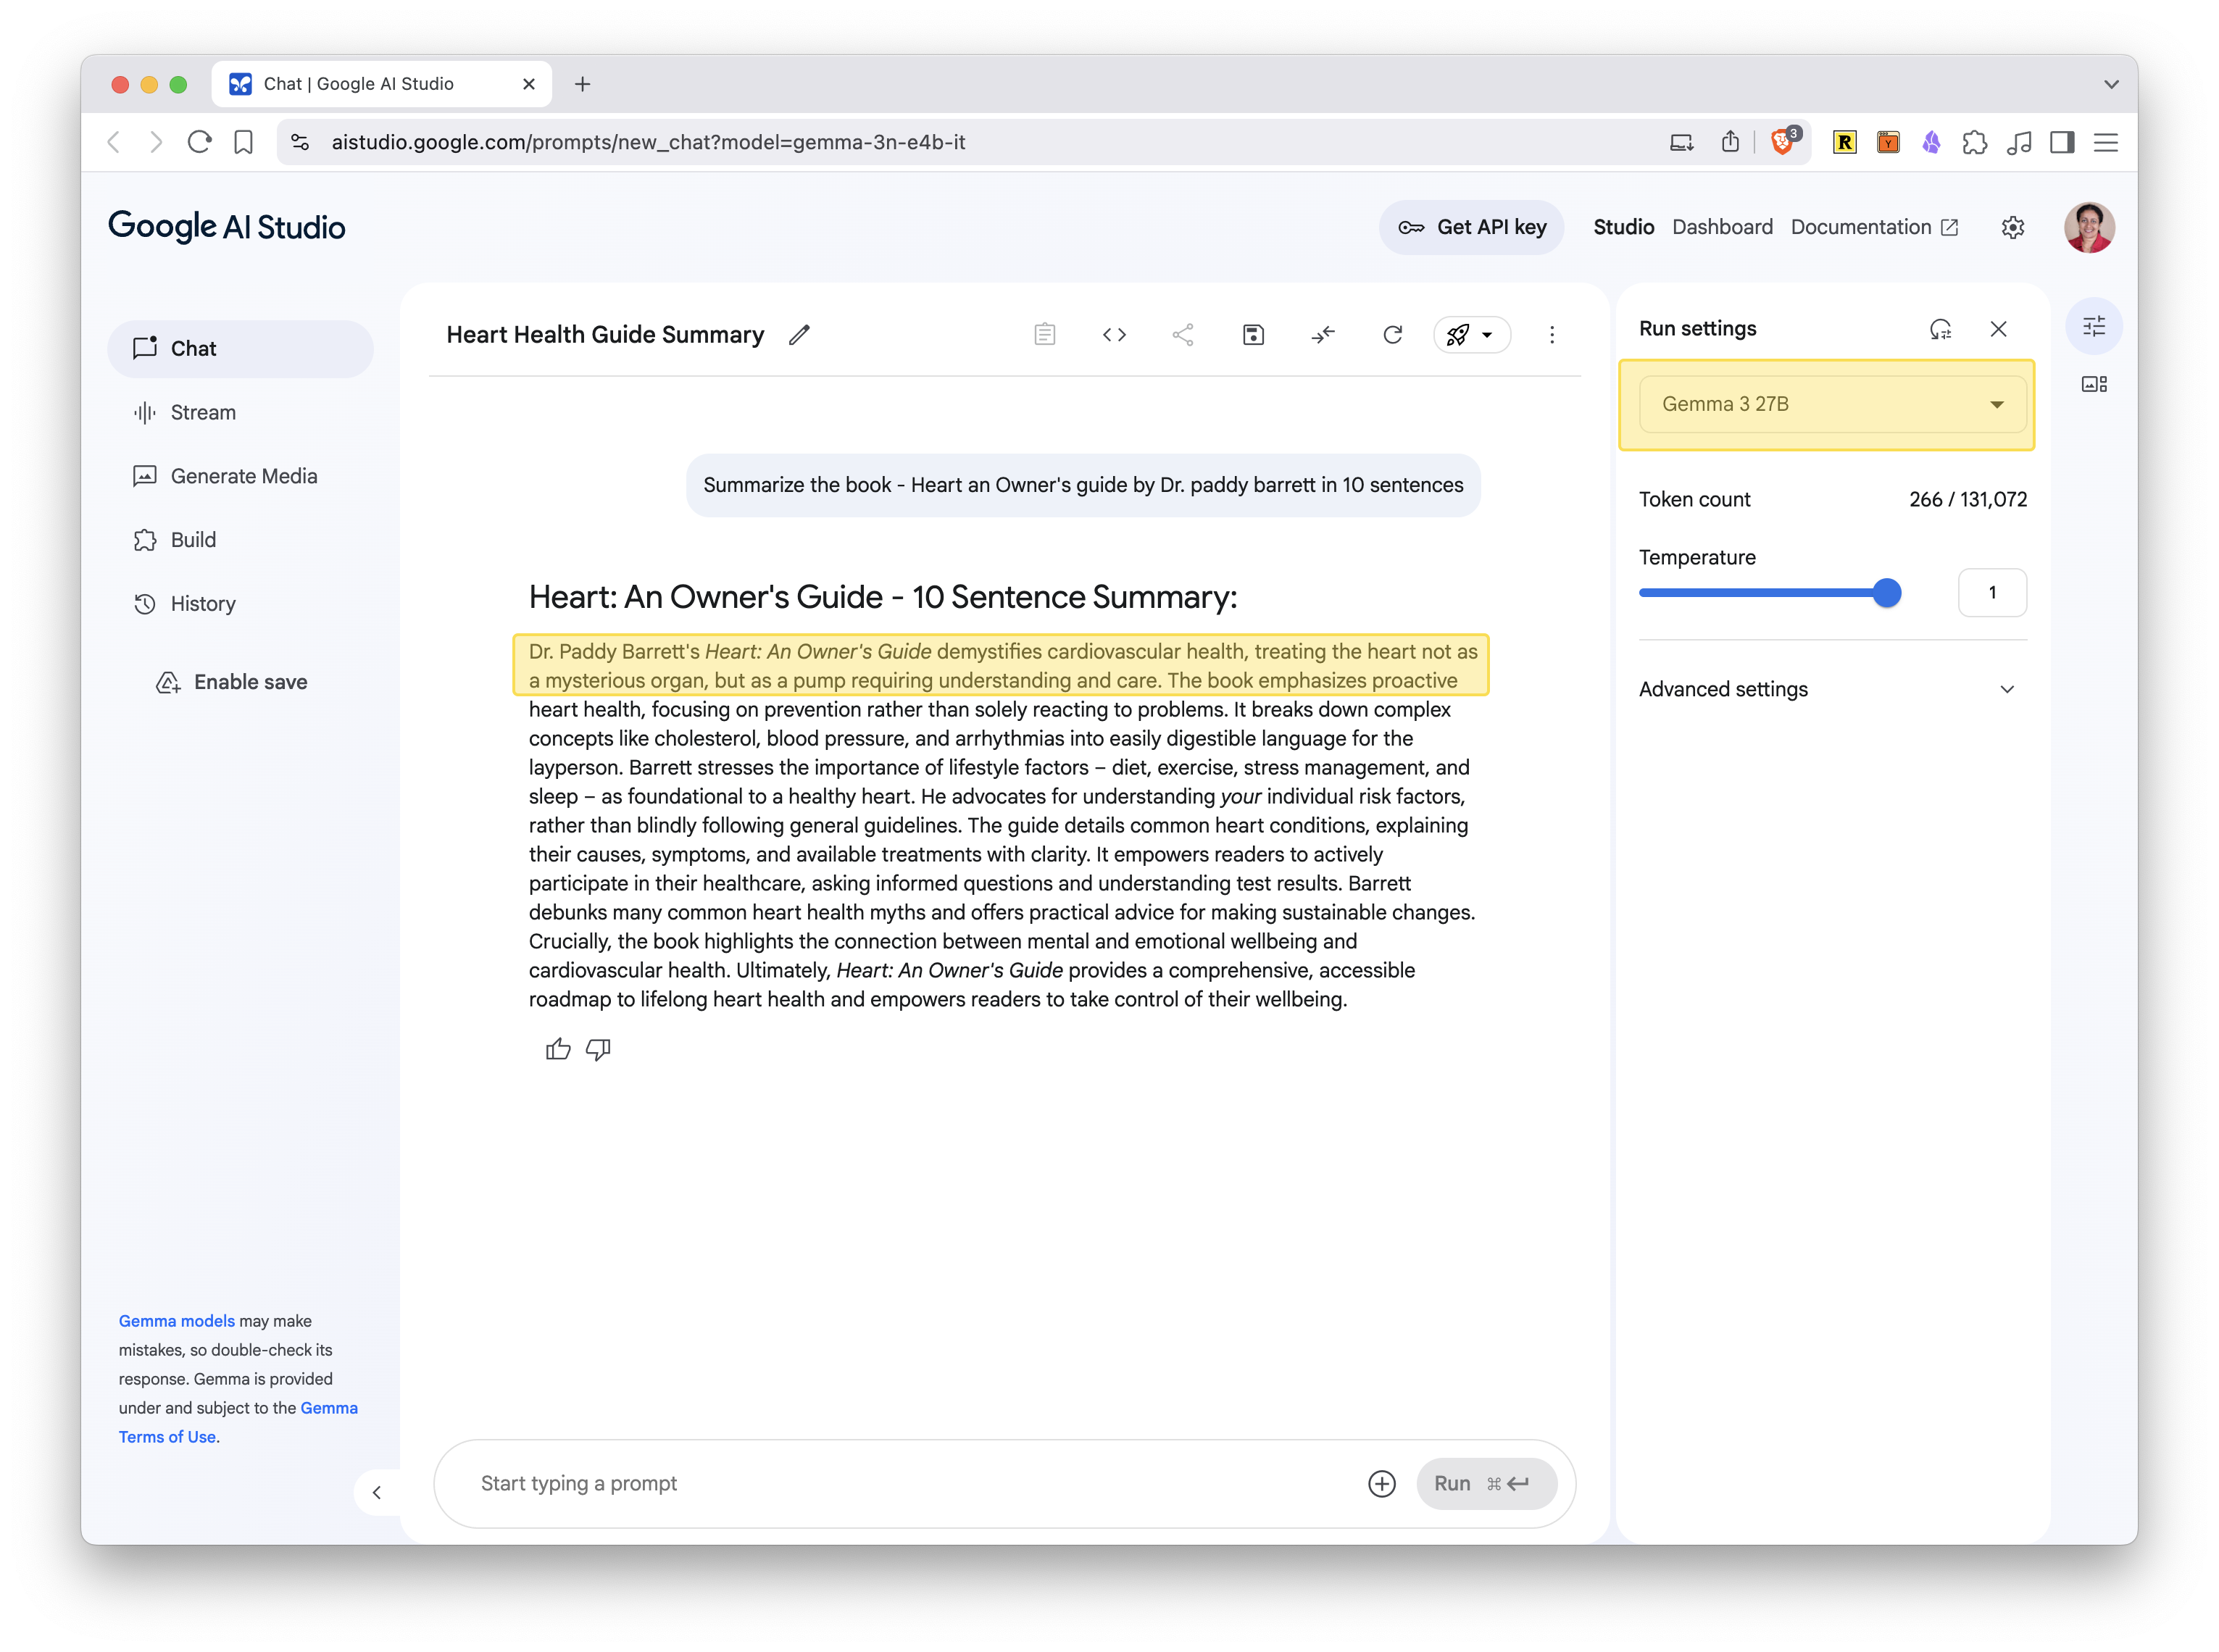 Chat | Google AI Studio
aistudio.google.com/prompts/new_chat?model=gemma-3n-e4b-it
3
R
Y
Google AI Studio
Get API key
Studio
Dashboard
Documentation
Chat
Stream
Generate Media
Build
History
Enable save
Gemma models may make
mistakes, so double-check its
response. Gemma is provided
under and subject to the Gemma
Terms of Use.
Heart Health Guide Summary
Summarize the book - Heart an Owner's guide by Dr. paddy barrett in 10 sentences
Heart: An Owner's Guide - 10 Sentence Summary:
Dr. Paddy Barrett's Heart: An Owner's Guide demystifies cardiovascular health, treating the heart not as
a mysterious organ, but as a pump requiring understanding and care. The book emphasizes proactive
heart health, focusing on prevention rather than solely reacting to problems. It breaks down complex
concepts like cholesterol, blood pressure, and arrhythmias into easily digestible language for the
layperson. Barrett stresses the importance of lifestyle factors – diet, exercise, stress management, and
sleep – as foundational to a healthy heart. He advocates for understanding your individual risk factors,
rather than blindly following general guidelines. The guide details common heart conditions, explaining
their causes, symptoms, and available treatments with clarity. It empowers readers to actively
participate in their healthcare, asking informed questions and understanding test results. Barrett
debunks many common heart health myths and offers practical advice for making sustainable changes.
Crucially, the book highlights the connection between mental and emotional wellbeing and
cardiovascular health. Ultimately, Heart: An Owner's Guide provides a comprehensive, accessible
roadmap to lifelong heart health and empowers readers to take control of their wellbeing.
Start typing a prompt
Run ⌘
Run settings
Gemma 3 27B
Token count 266 / 131,072
Temperature
1
Advanced settings